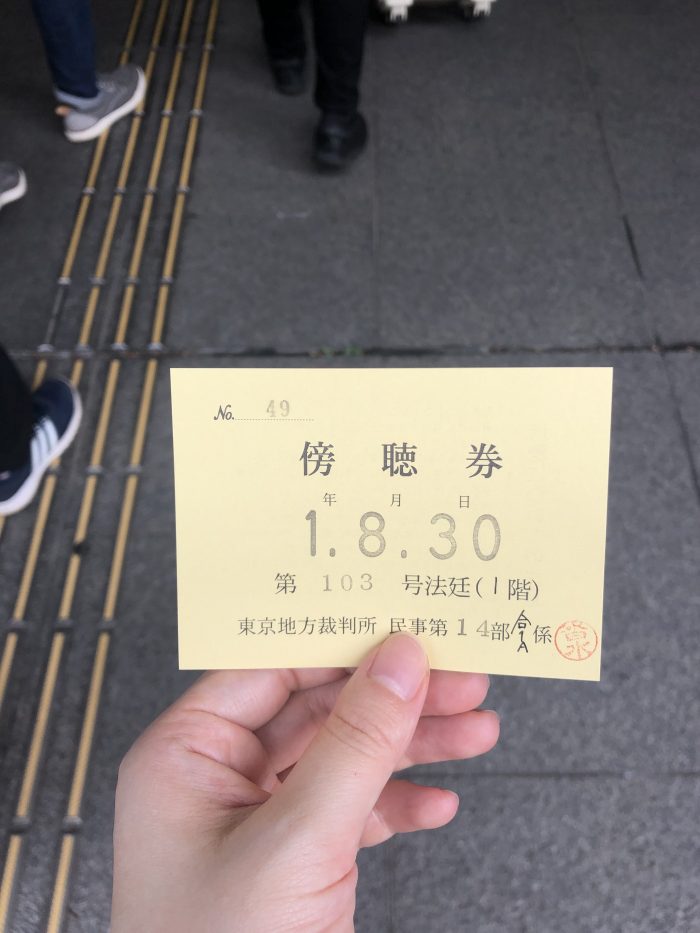 No. 49
傍聴券
年 月 日
1.8.30
第 103 号法廷(1階)
東京地方裁判所 民事第14部合1A係